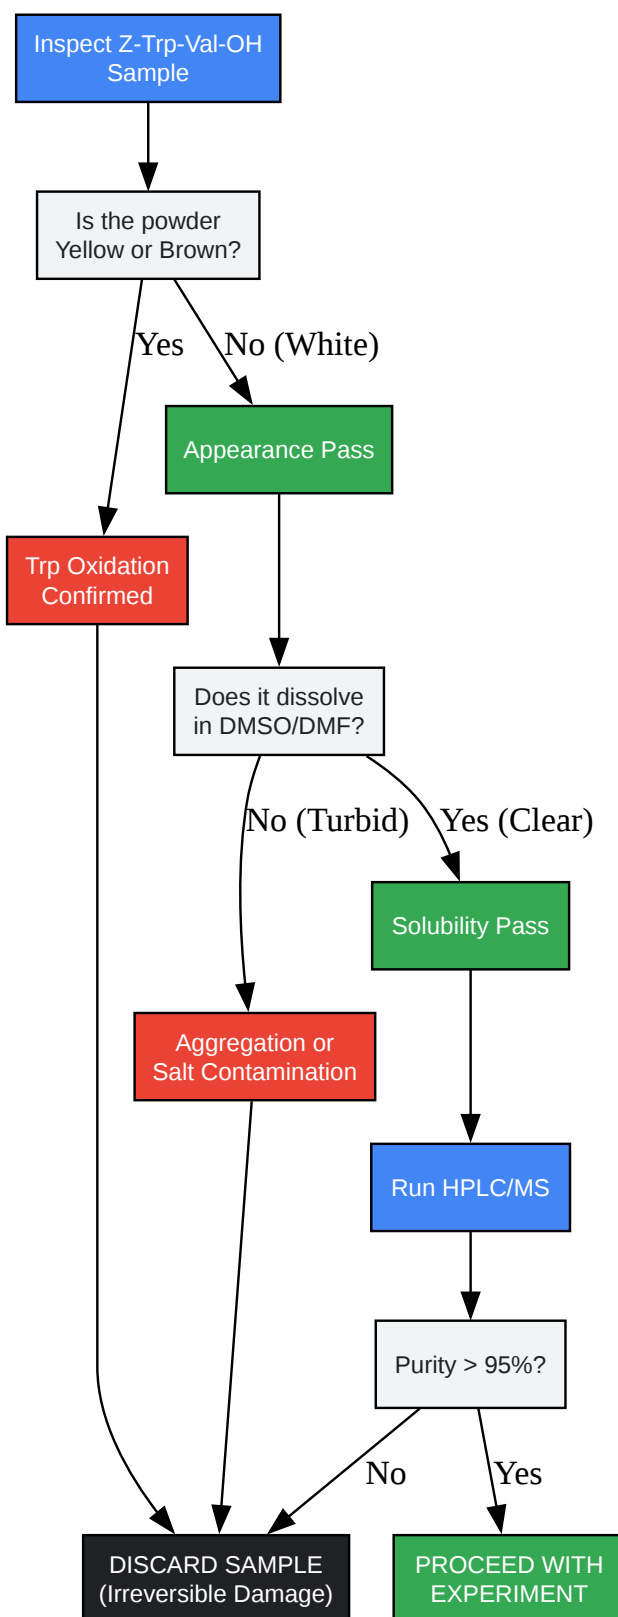 Inspect Z-Trp-Val-OH
Sample
Is the powder
Yellow or Brown?
Yes
No (White)
Appearance Pass
Trp Oxidation
Confirmed
Does it dissolve
in DMSO/DMF?
No (Turbid)
Yes (Clear)
Solubility Pass
Aggregation or
Salt Contamination
Run HPLC/MS
Purity > 95%?
No
Yes
DISCARD SAMPLE
(Irreversible Damage)
PROCEED WITH
EXPERIMENT